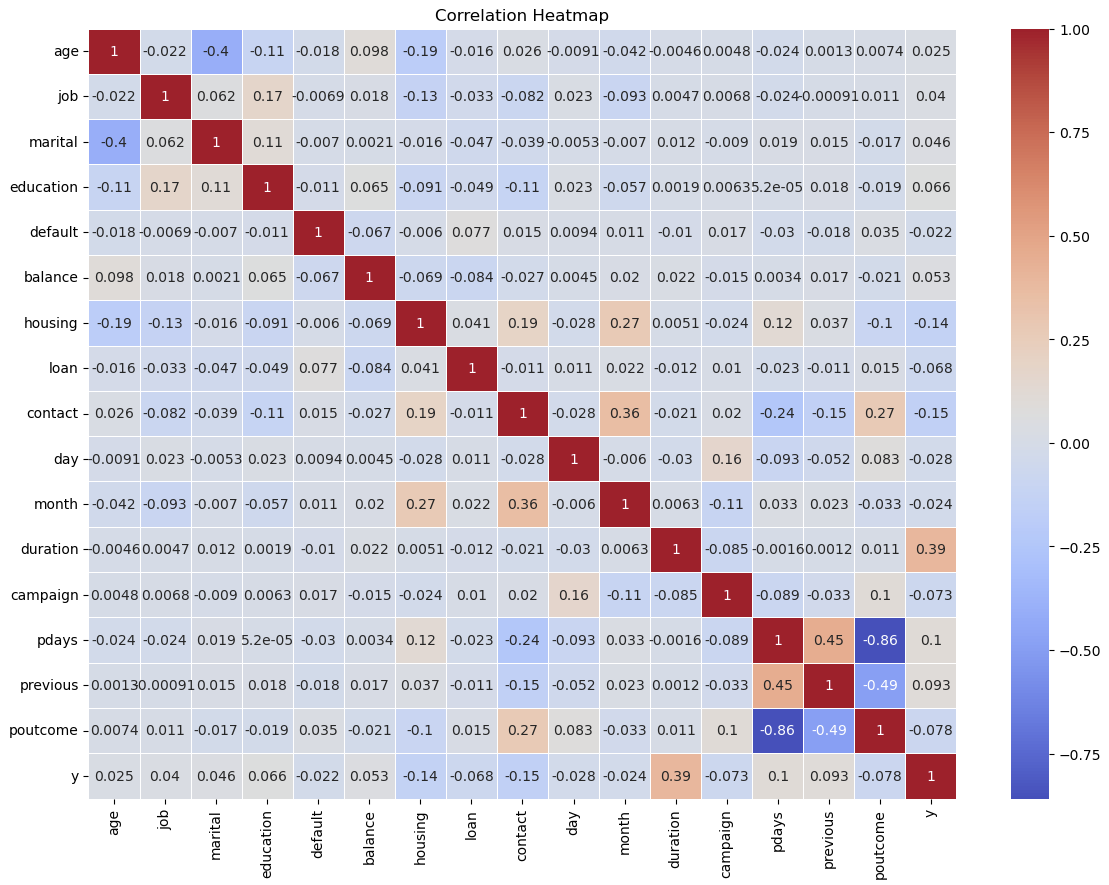 Correlation Heatmap
age 1 -0.022 -0.4 -0.11 -0.018 0.098 -0.19 -0.016 0.026 -0.0091 -0.042 -0.0046 0.0048 -0.024 0.0013 0.0074 0.025
job -0.022 1 0.062 0.17 -0.0069 0.018 -0.13 -0.033 -0.082 0.023 -0.093 0.0047 0.0068 -0.024 -0.00091 0.011 0.04
marital -0.4 0.062 1 0.11 -0.007 0.0021 -0.016 -0.047 -0.039 -0.0053 -0.007 0.012 -0.009 0.019 0.015 -0.017 0.046
education -0.11 0.17 0.11 1 -0.011 0.065 -0.091 -0.049 -0.11 0.023 -0.057 0.0019 0.0063 5.2e-05 0.018 -0.019 0.066
default -0.018 -0.0069 -0.007 -0.011 1 -0.067 -0.006 0.077 0.015 0.0094 0.011 -0.01 0.017 -0.03 -0.018 0.035 -0.022
balance 0.098 0.018 0.0021 0.065 -0.067 1 -0.069 -0.084 -0.027 0.0045 0.02 0.022 -0.015 0.0034 0.017 -0.021 0.053
housing -0.19 -0.13 -0.016 -0.091 -0.006 -0.069 1 0.041 0.19 -0.028 0.27 0.0051 -0.024 0.12 0.037 -0.1 -0.14
loan -0.016 -0.033 -0.047 -0.049 0.077 -0.084 0.041 1 -0.011 0.011 0.022 -0.012 0.01 -0.023 -0.011 0.015 -0.068
contact 0.026 -0.082 -0.039 -0.11 0.015 -0.027 0.19 -0.011 1 -0.028 0.36 -0.021 0.02 -0.24 -0.15 0.27 -0.15
day -0.0091 0.023 -0.0053 0.023 0.0094 0.0045 -0.028 0.011 -0.028 1 -0.006 -0.03 0.16 -0.093 -0.052 0.083 -0.028
month -0.042 -0.093 -0.007 -0.057 0.011 0.02 0.27 0.022 0.36 -0.006 1 0.0063 -0.11 0.033 0.023 -0.033 -0.024
duration -0.0046 0.0047 0.012 0.0019 -0.01 0.022 0.0051 -0.012 -0.021 -0.03 0.0063 1 -0.085 -0.0016 0.0012 0.011 0.39
campaign 0.0048 0.0068 -0.009 0.0063 0.017 -0.015 -0.024 0.01 0.02 0.16 -0.11 -0.085 1 -0.089 -0.033 0.1 -0.073
pdays -0.024 -0.024 0.019 5.2e-05 -0.03 0.0034 0.12 -0.023 -0.24 -0.093 0.033 -0.0016 -0.089 1 0.45 -0.86 0.1
previous 0.0013 -0.00091 0.015 0.018 -0.018 0.017 0.037 -0.011 -0.15 -0.052 0.023 0.0012 -0.033 0.45 1 -0.49 0.093
poutcome 0.0074 0.011 -0.017 -0.019 0.035 -0.021 -0.1 0.015 0.27 0.083 -0.033 0.011 0.1 -0.86 -0.49 1 -0.078
y 0.025 0.04 0.046 0.066 -0.022 0.053 -0.14 -0.068 -0.15 -0.028 -0.024 0.39 -0.073 0.1 0.093 -0.078 1
age job marital education default balance housing loan contact day month duration campaign pdays previous poutcome y
1.00
0.75
0.50
0.25
0.00
−0.25
−0.50
−0.75